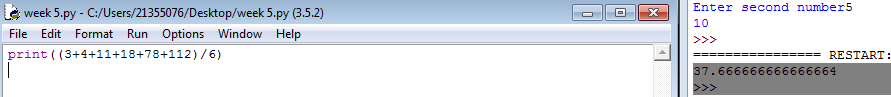 week 5.py - C:/Users/21355076/Desktop/week 5.py (3.5.2)
File Edit Format Run Options Window Help
print((3+4+11+18+78+112)/6)
Enter second number5
10
>>>
================ RESTART:
37.666666666666664
>>>